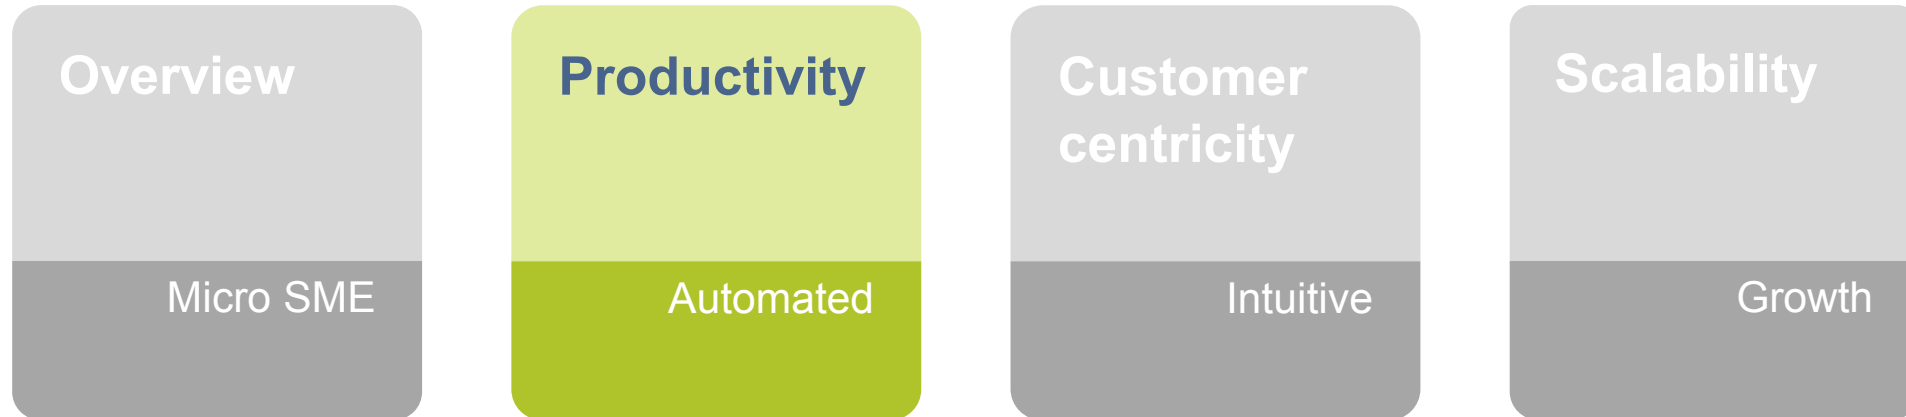 Overview
Micro SME
Productivity
Automated
Customer
centricity
Intuitive
Scalability
Growth